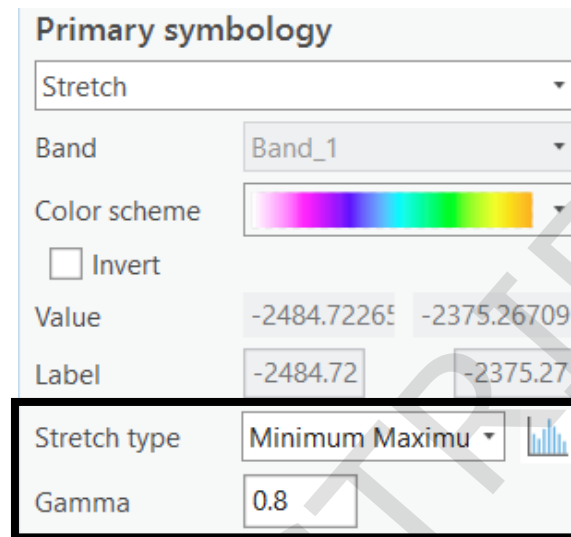 Primary symbology
Stretch
Band Band_1
Color scheme
Invert
Value -2484.72265 -2375.26709
Label -2484.72 -2375.27
Stretch type Minimum Maximu
Gamma 0.8